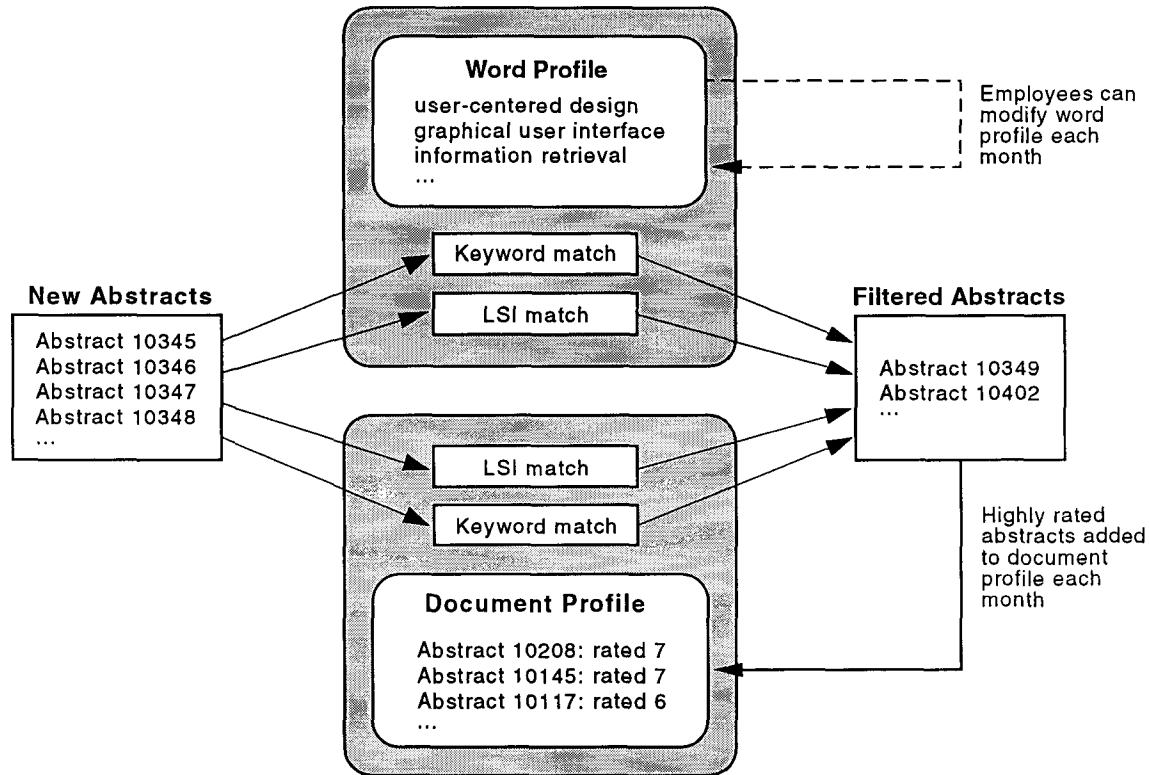 Word Profile
user-centered design
graphical user interface
information retrieval
...
Employees can
modify word
profile each
month
Keyword match
LSI match
New Abstracts
Abstract 10345
Abstract 10346
Abstract 10347
Abstract 10348
...
Filtered Abstracts
Abstract 10349
Abstract 10402
...
LSI match
Keyword match
Highly rated
abstracts added
to document
profile each
month
Document Profile
Abstract 10208: rated 7
Abstract 10145: rated 7
Abstract 10117: rated 6
...